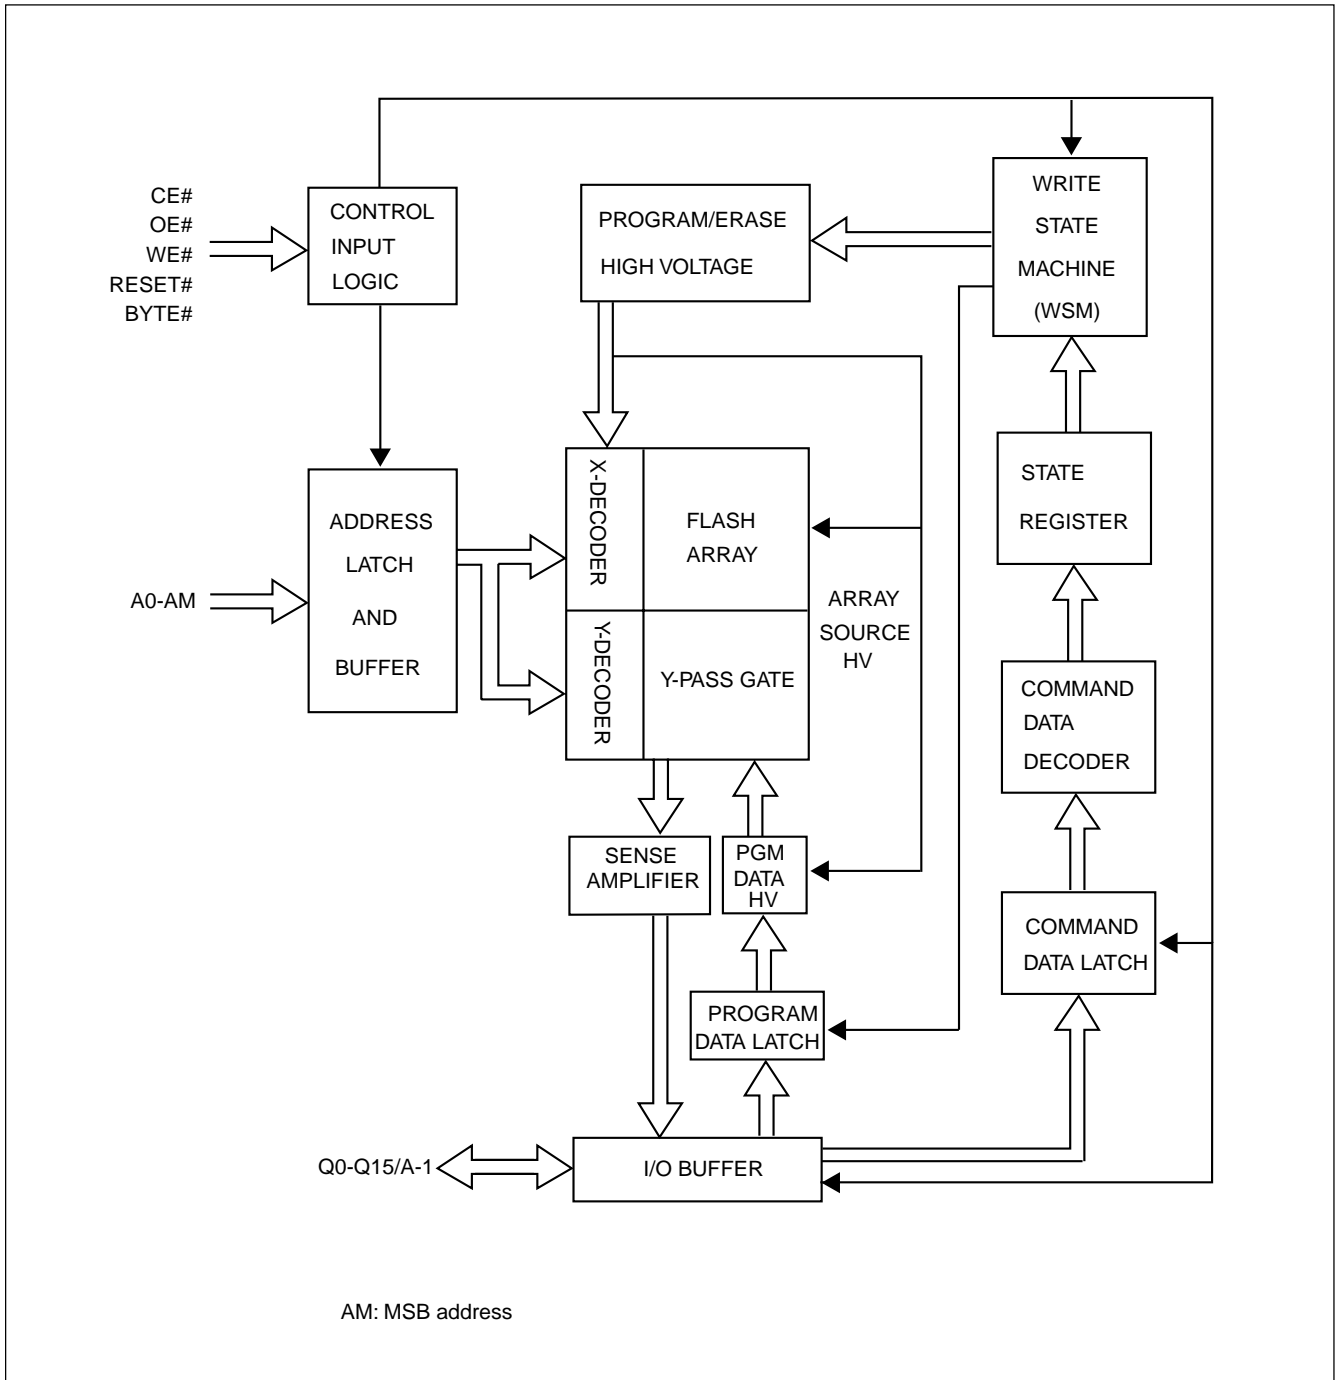 CE#
OE#
WE#
RESET#
BYTE#
CONTROL
INPUT
LOGIC
PROGRAM/ERASE
HIGH VOLTAGE
WRITE
STATE
MACHINE
(WSM)
STATE
REGISTER
A0-AM
ADDRESS
LATCH
AND
BUFFER
X-DECODER
FLASH
ARRAY
Y-DECODER
Y-PASS GATE
ARRAY
SOURCE
HV
COMMAND
DATA
DECODER
SENSE
AMPLIFIER
PGM
DATA
HV
COMMAND
DATA LATCH
PROGRAM
DATA LATCH
Q0-Q15/A-1
I/O BUFFER
AM: MSB address